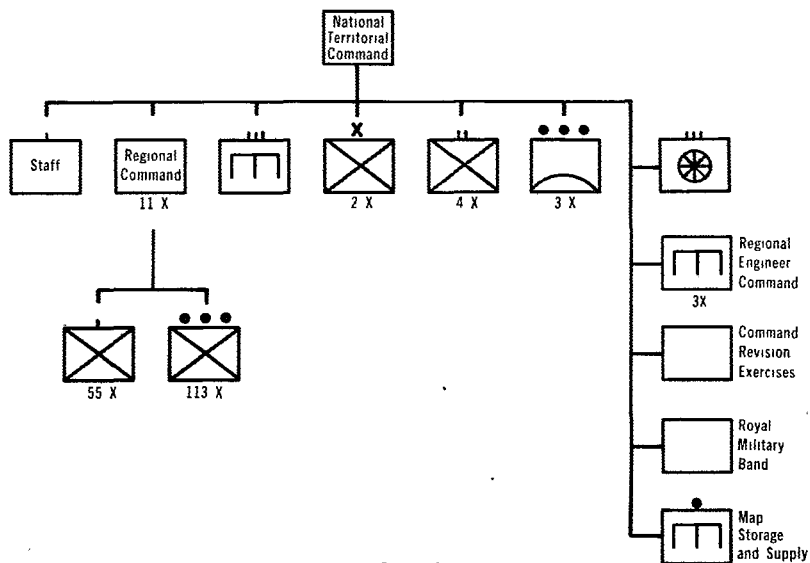 National
Territorial
Command
X
Staff
Regional
Command
11 X
2 X
4 X
3 X
Regional
Engineer
Command
3X
55 X
113 X
Command
Revision
Exercises
Royal
Military
Band
Map
Storage
and Supply